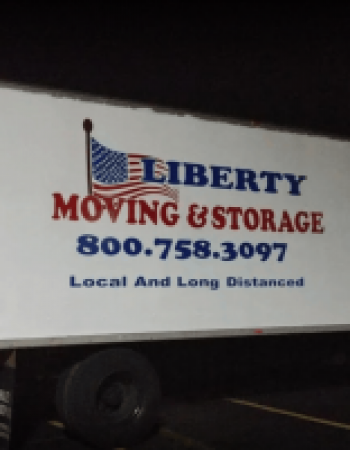 LIBERTY
MOVING & STORAGE
800.758.3097
Local And Long Distanced